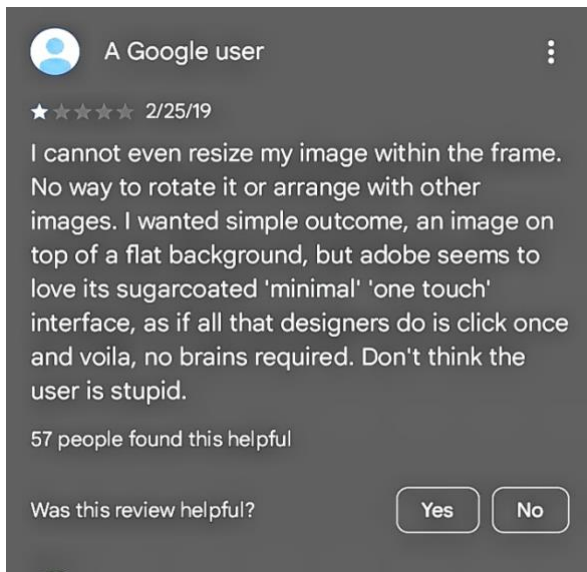 A Google user
2/25/19
I cannot even resize my image within the frame.
No way to rotate it or arrange with other
images. I wanted simple outcome, an image on
top of a flat background, but adobe seems to
love its sugarcoated 'minimal' 'one touch'
interface, as if all that designers do is click once
and voila, no brains required. Don't think the
user is stupid.
57 people found this helpful
Was this review helpful? Yes No